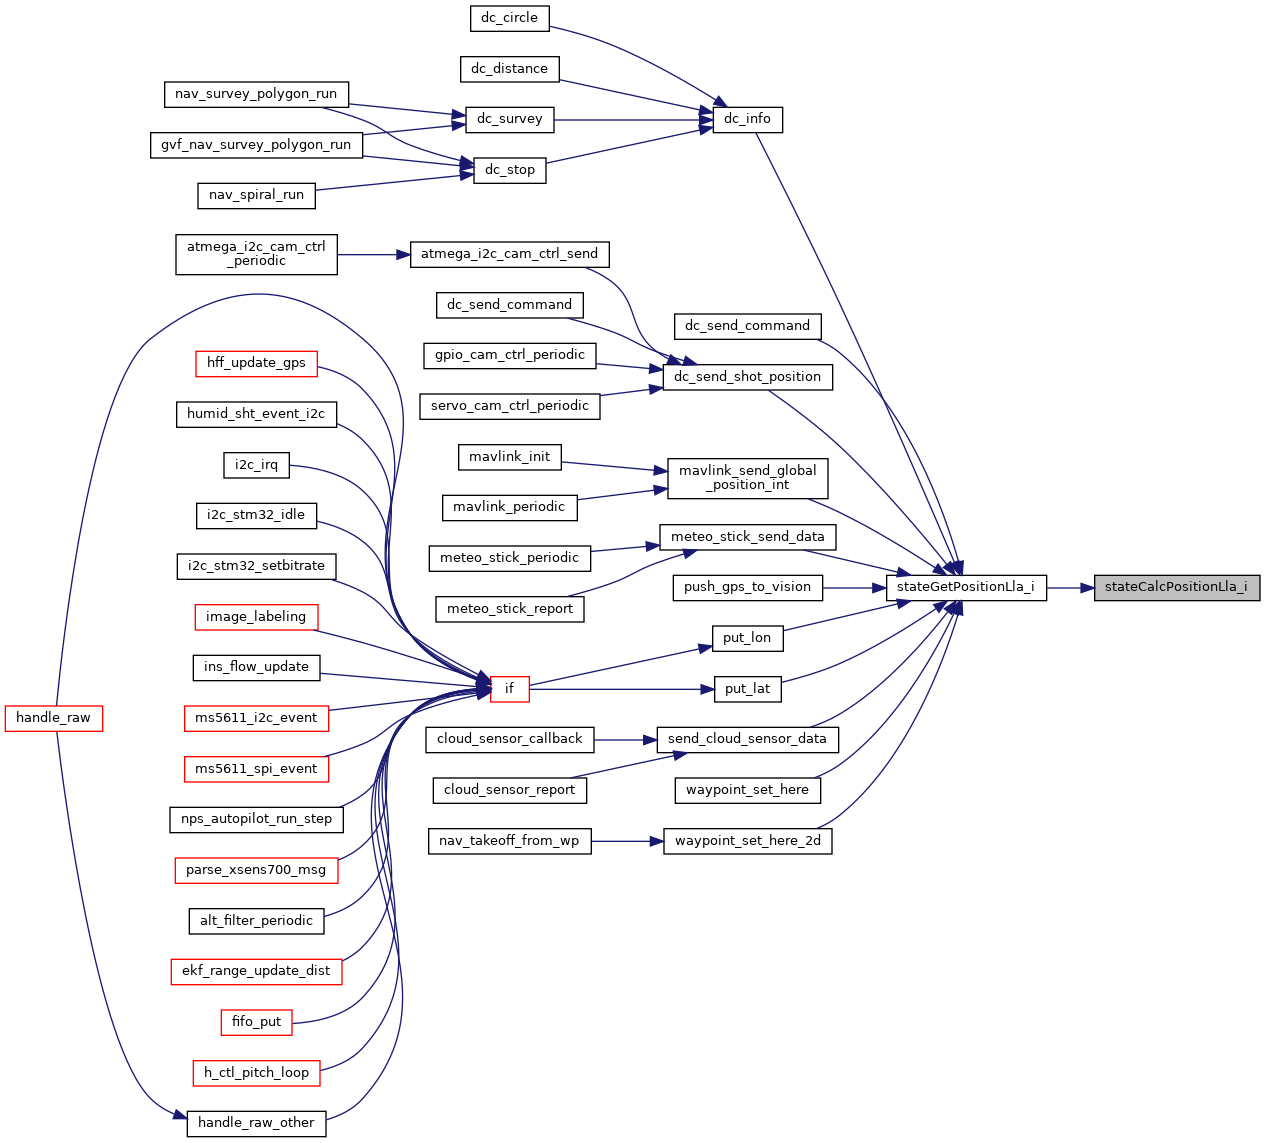 dc_circle
dc_distance
nav_survey_polygon_run
dc_survey
dc_info
gvf_nav_survey_polygon_run
dc_stop
nav_spiral_run
atmega_i2c_cam_ctrl
_periodic
atmega_i2c_cam_ctrl_send
dc_send_command
dc_send_command
gpio_cam_ctrl_periodic
hff_update_gps
dc_send_shot_position
servo_cam_ctrl_periodic
humid_sht_event_i2c
mavlink_init
i2c_irq
mavlink_send_global
_position_int
mavlink_periodic
i2c_stm32_idle
meteo_stick_send_data
meteo_stick_periodic
i2c_stm32_setbitrate
push_gps_to_vision
stateGetPositionLla_i
stateCalcPositionLla_i
meteo_stick_report
image_labeling
put_lon
ins_flow_update
if
put_lat
handle_raw
ms5611_i2c_event
cloud_sensor_callback
send_cloud_sensor_data
ms5611_spi_event
cloud_sensor_report
waypoint_set_here
nps_autopilot_run_step
nav_takeoff_from_wp
waypoint_set_here_2d
parse_xsens700_msg
alt_filter_periodic
ekf_range_update_dist
fifo_put
h_ctl_pitch_loop
handle_raw_other